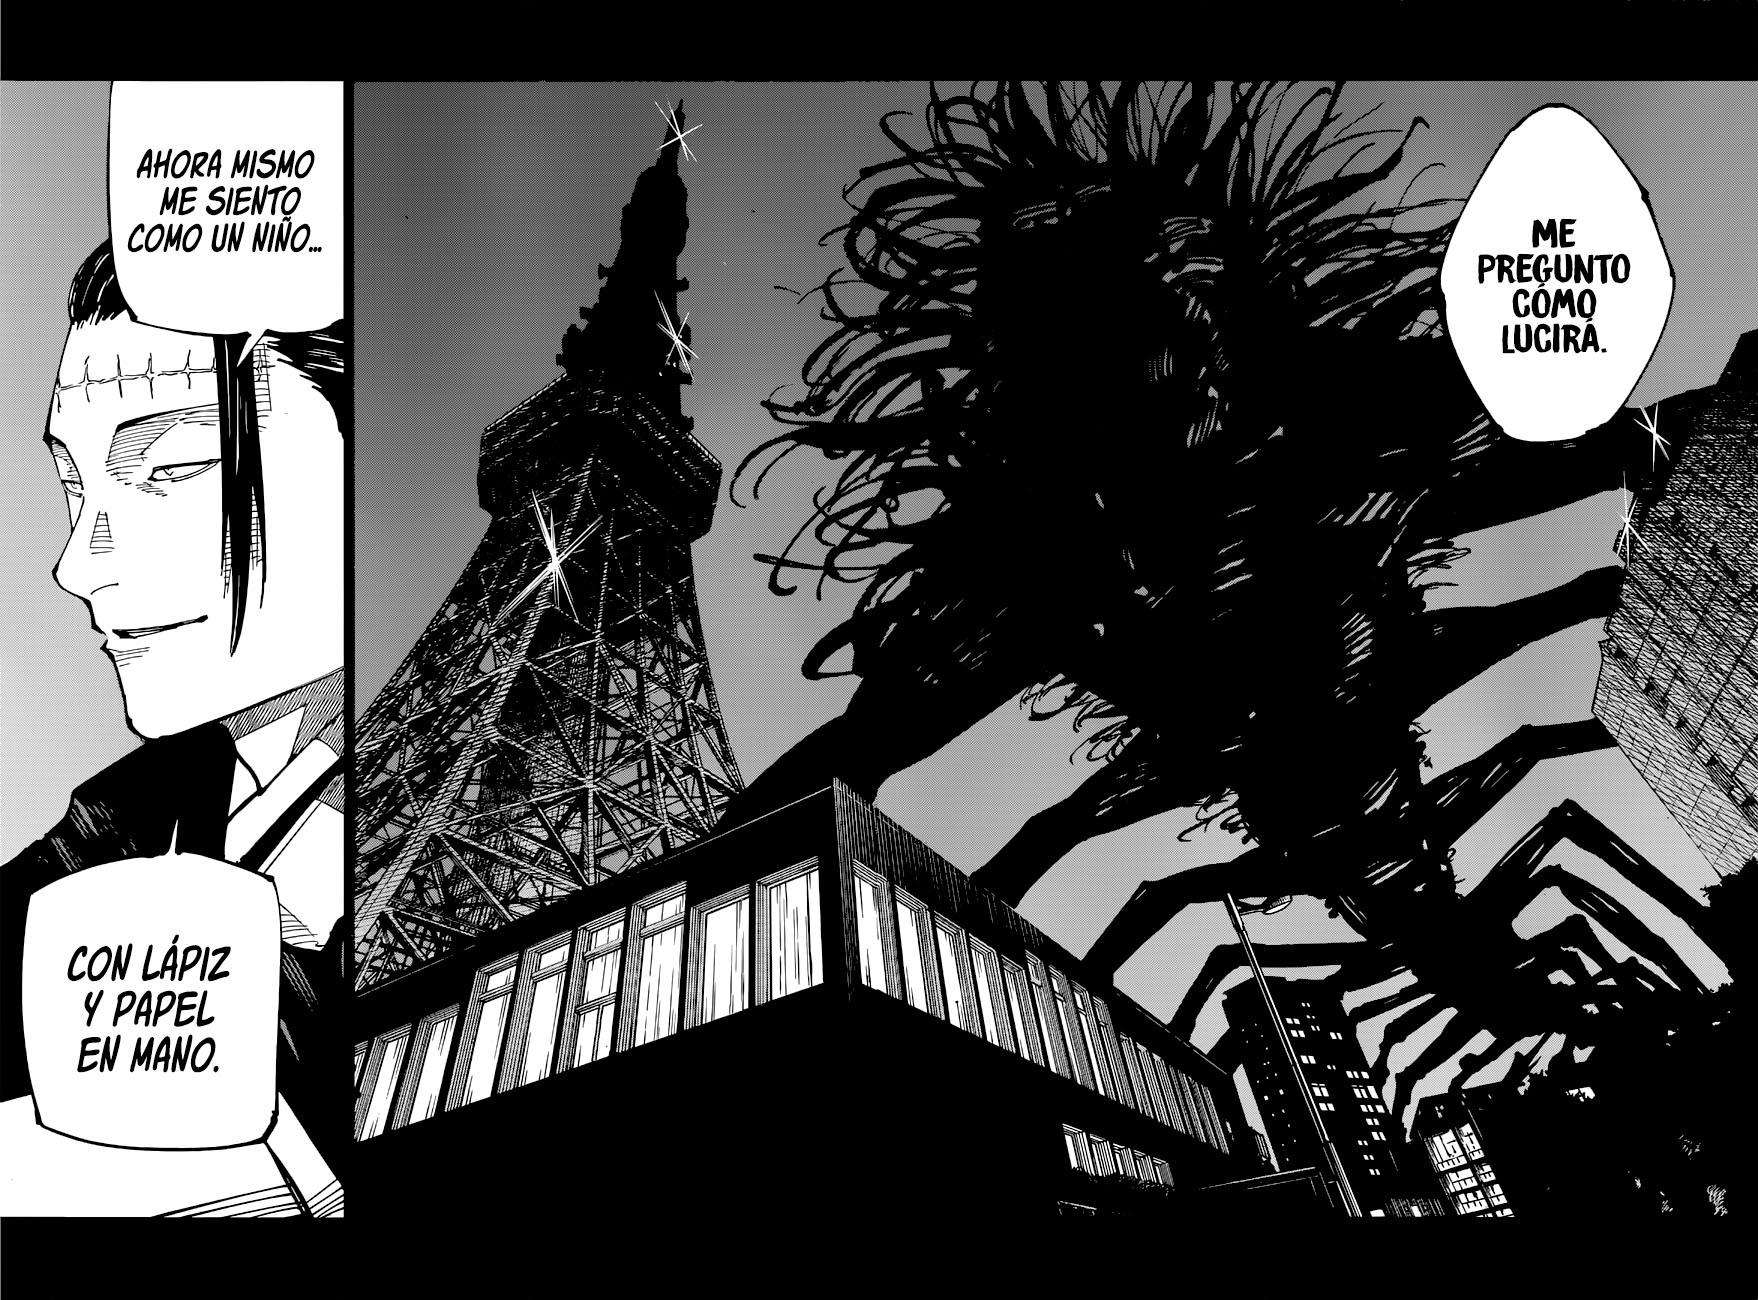 ME
PREGUNTO
CÓMO
LUCIRÁ.
AHORA MISMO
ME SIENTO
COMO UN NIÑO...
CON LÁPIZ
Y PAPEL
EN MANO.